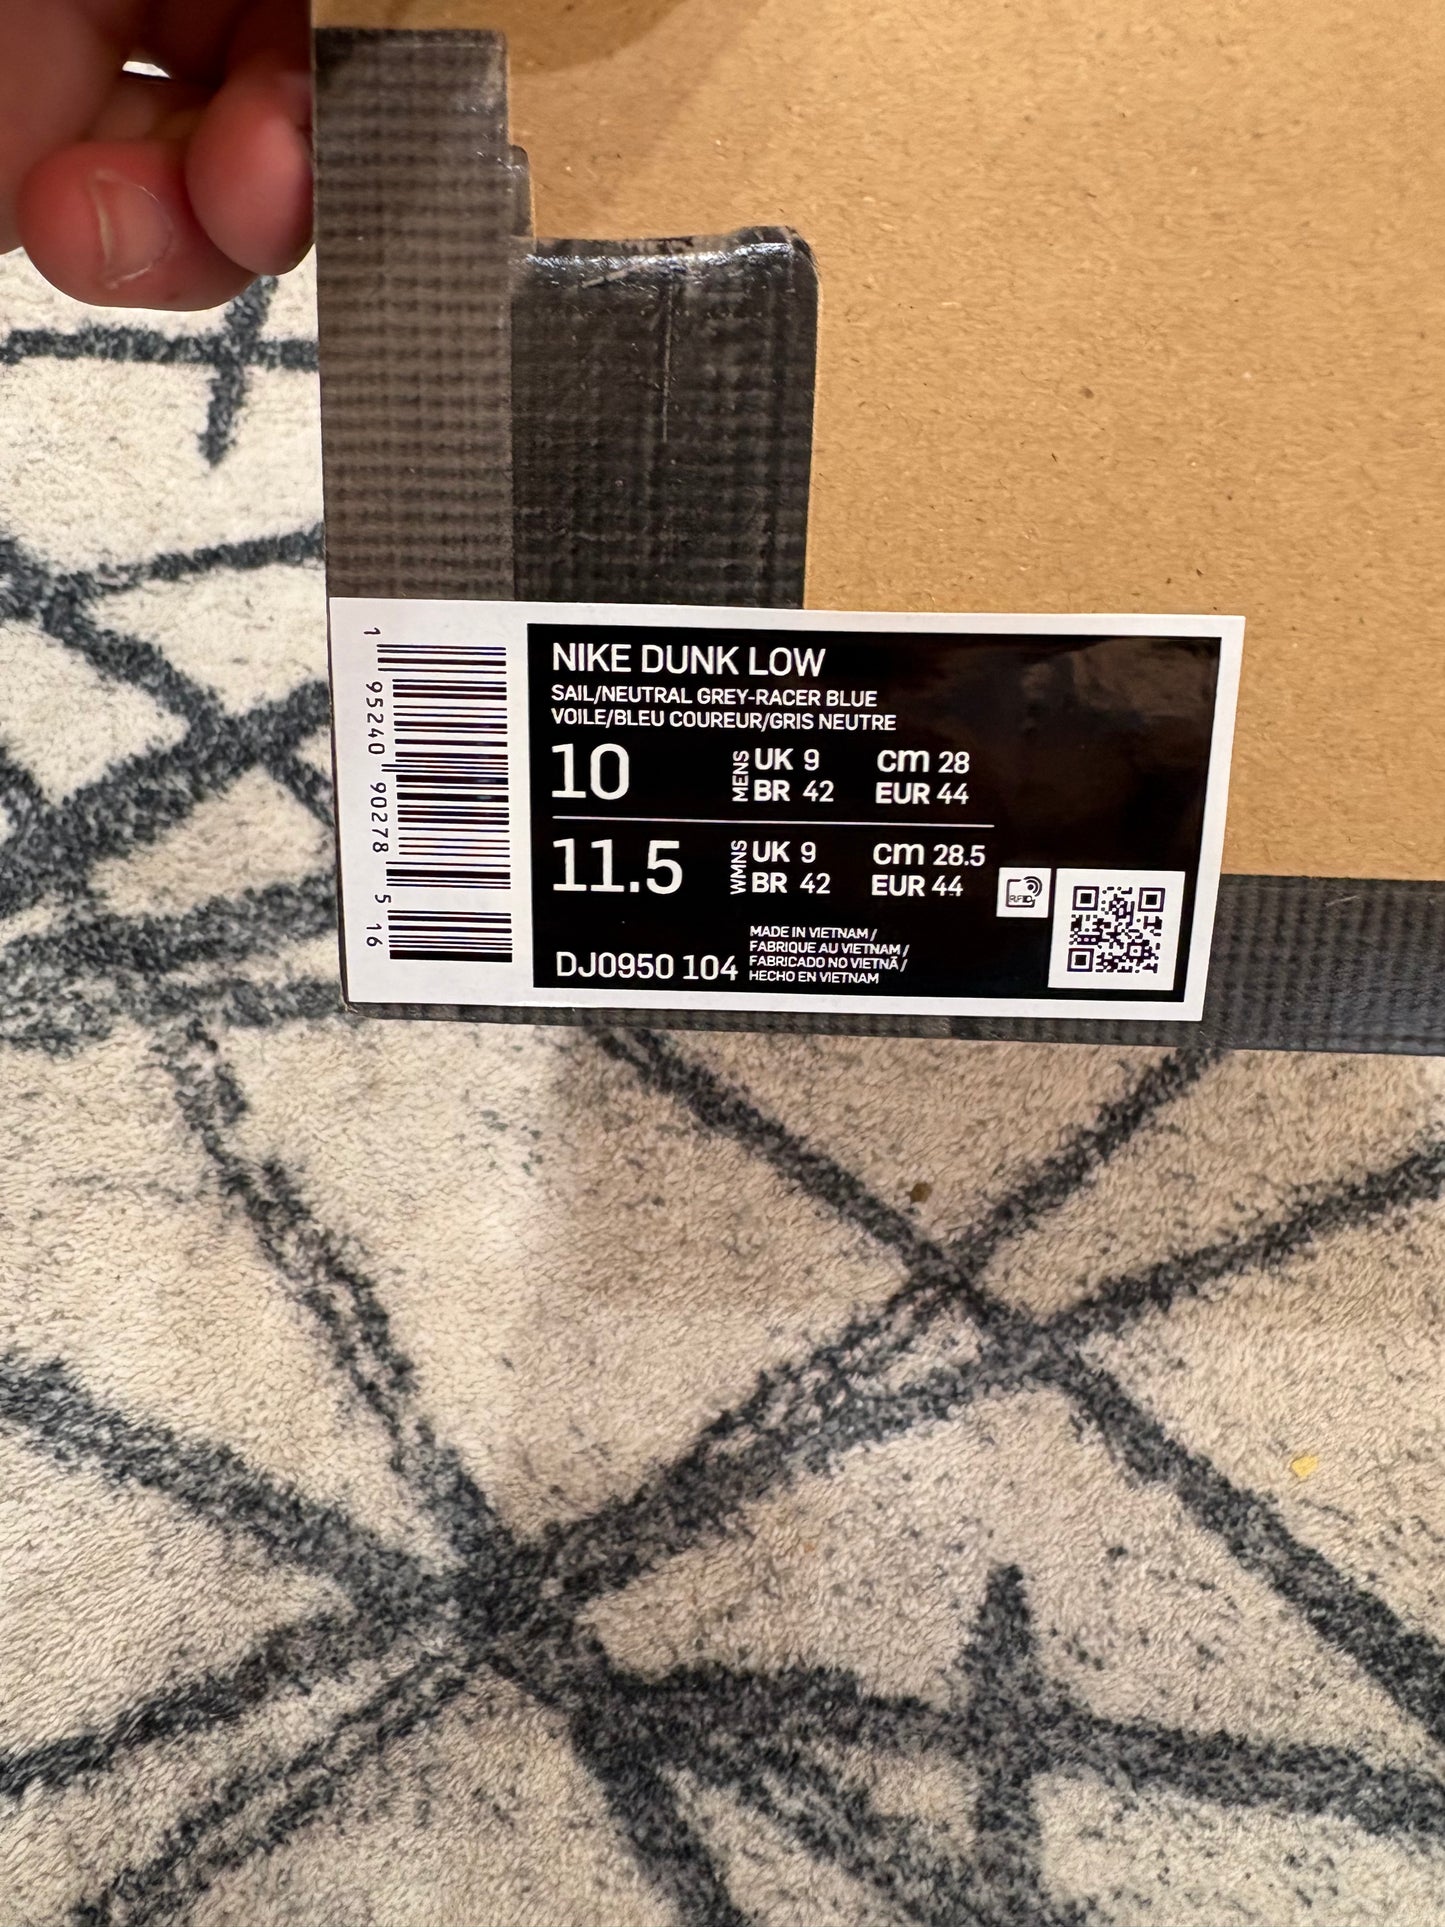 NIKE DUNK LOW
SAIL/NEUTRAL GREY-RACER BLUE
VOILE/BLEU COUREUR/GRIS NEUTRE
10 MENS UK 9 cm 28
BR 42 EUR 44
11.5 WMNS UK 9 cm 28.5
BR 42 EUR 44
DJ0950 104
MADE IN VIETNAM /
FABRIQUE AU VIETNAM /
FABRICADO NO VIETNÃ /
HECHO EN VIETNAM
RFID
1 95240 90278 5 16